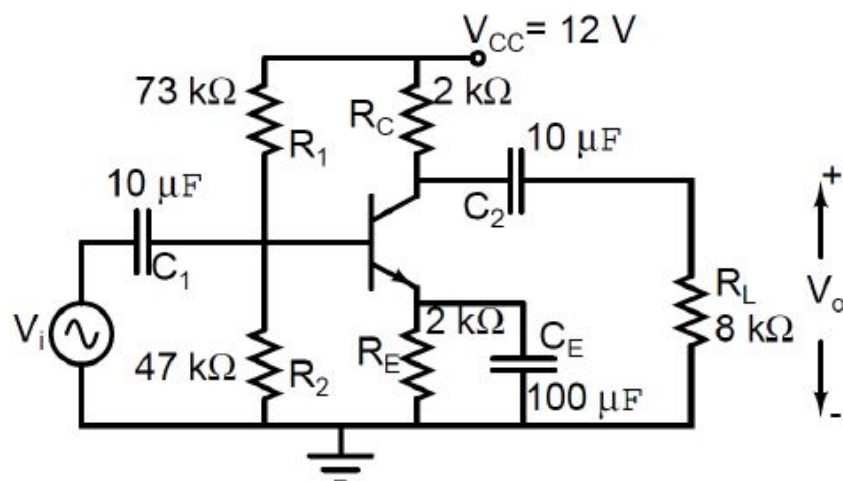 V_CC = 12 V
73 kΩ
2 kΩ
R_1
R_C
10 μF
10 μF
C_1
C_2
+
V_i
R_L
8 kΩ
V_o
47 kΩ
R_2
2 kΩ
R_E
C_E
100 μF
-